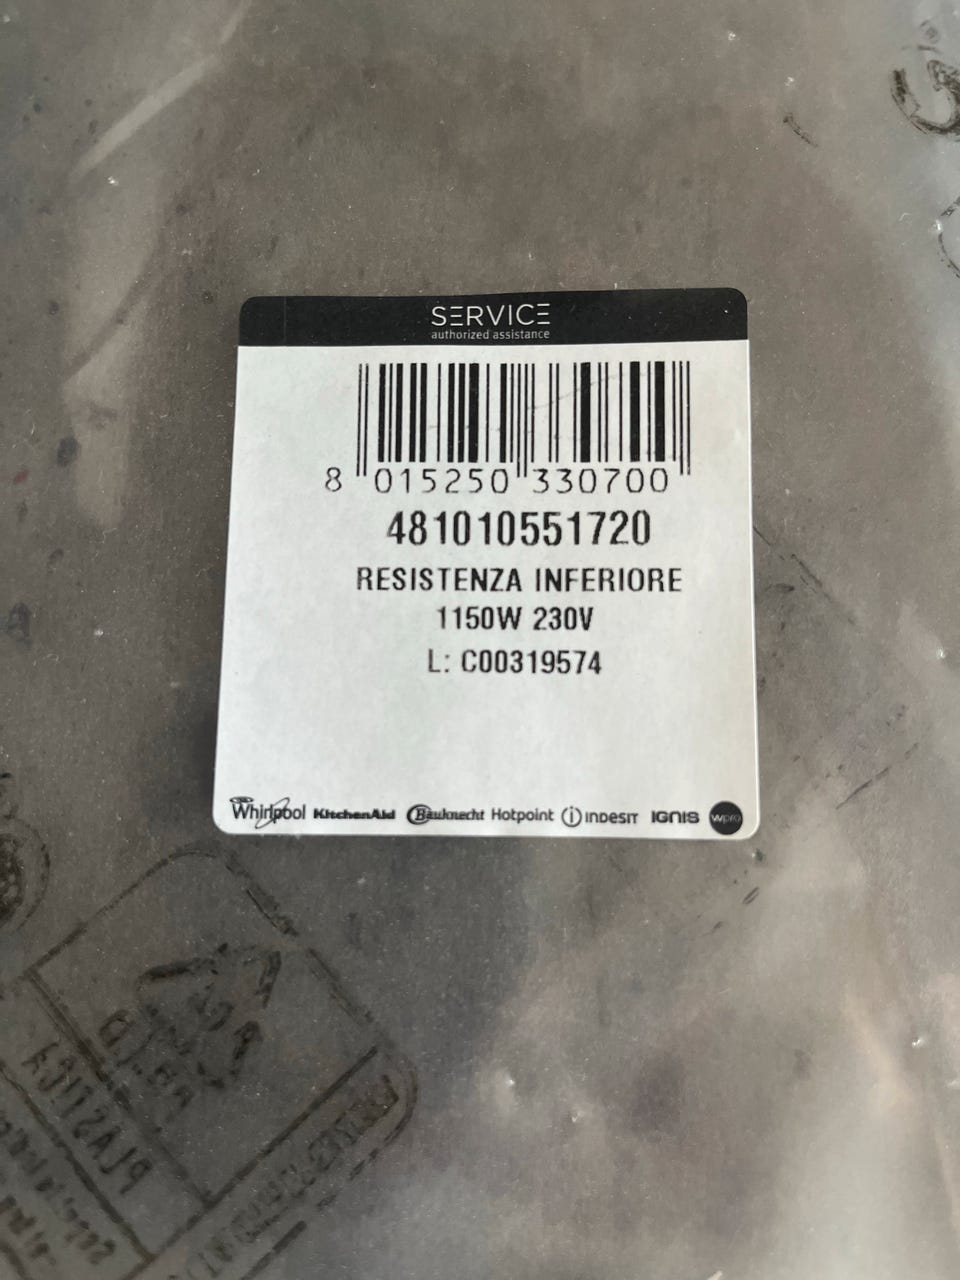 SERVICE
authorized assistance
8 015250 330700
481010551720
RESISTENZA INFERIORE
1150W 230V
L: C00319574
Whirlpool KitchenAid Bauknecht Hotpoint indesit IGNIS wpro
PLASTICA